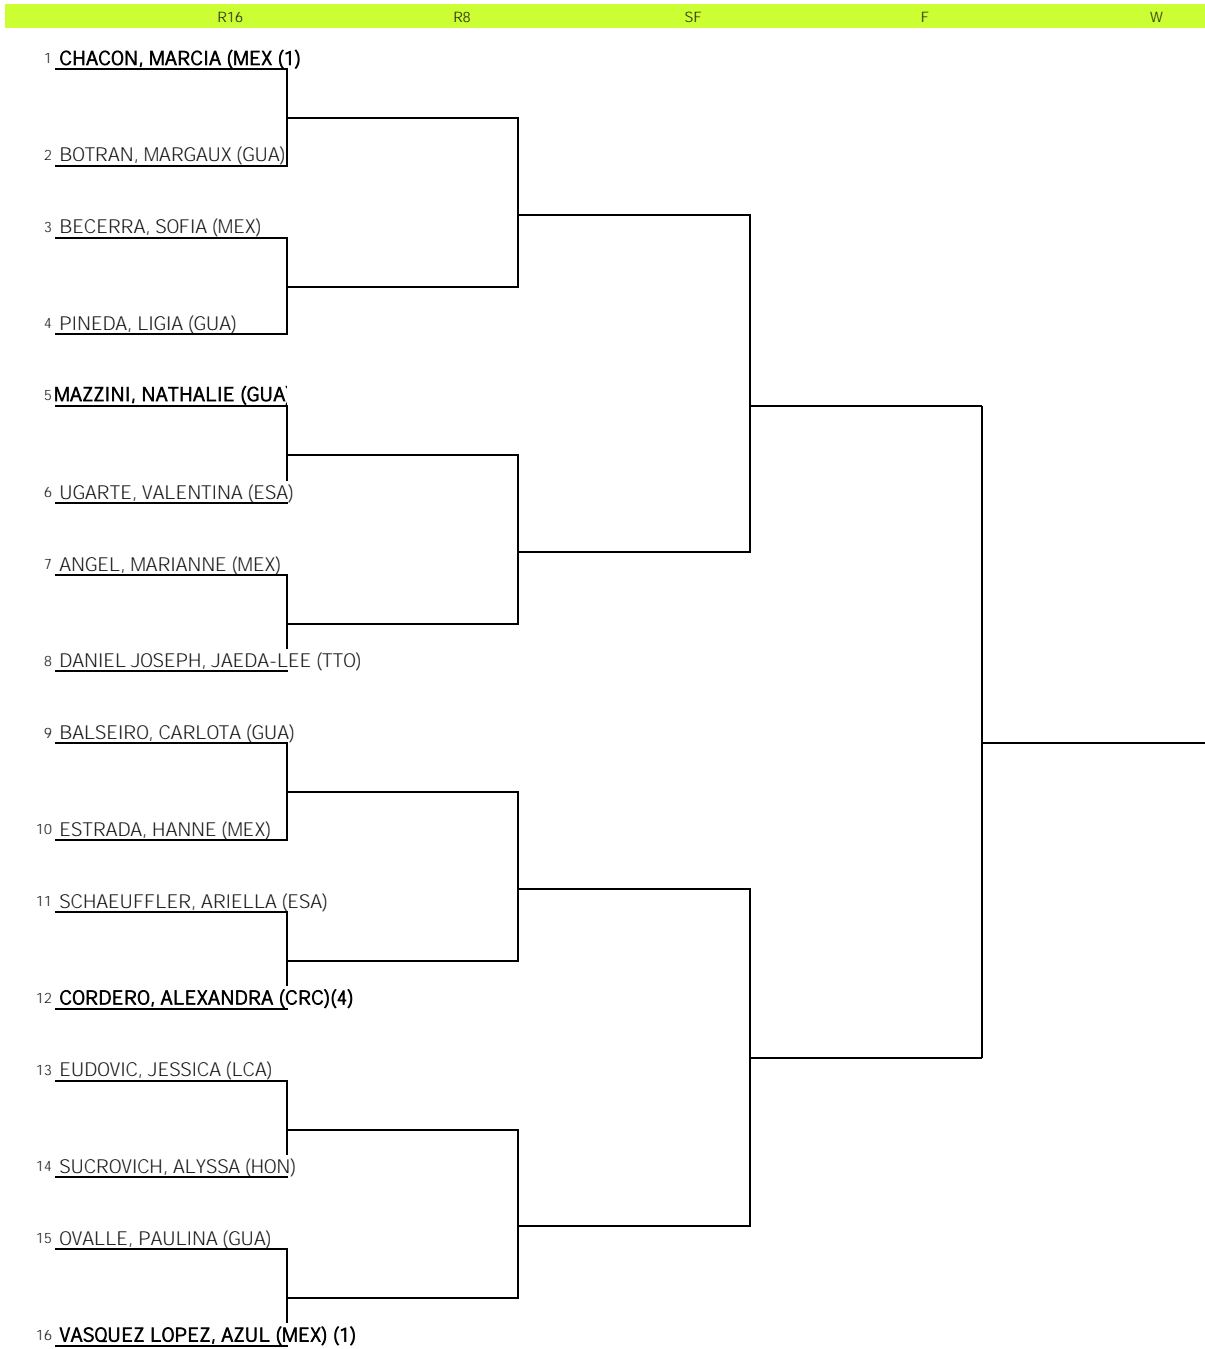 R16 R8 SF F W
1 CHACON, MARCIA (MEX (1)
2 BOTRAN, MARGAUX (GUA)
3 BECERRA, SOFIA (MEX)
4 PINEDA, LIGIA (GUA)
5 MAZZINI, NATHALIE (GUA)
6 UGARTE, VALENTINA (ESA)
7 ANGEL, MARIANNE (MEX)
8 DANIEL JOSEPH, JAEDA-LEE (TTO)
9 BALSEIRO, CARLOTA (GUA)
10 ESTRADA, HANNE (MEX)
11 SCHAEUFFLER, ARIELLA (ESA)
12 CORDERO, ALEXANDRA (CRC)(4)
13 EUDOVIC, JESSICA (LCA)
14 SUCROVICH, ALYSSA (HON)
15 OVALLE, PAULINA (GUA)
16 VASQUEZ LOPEZ, AZUL (MEX) (1)